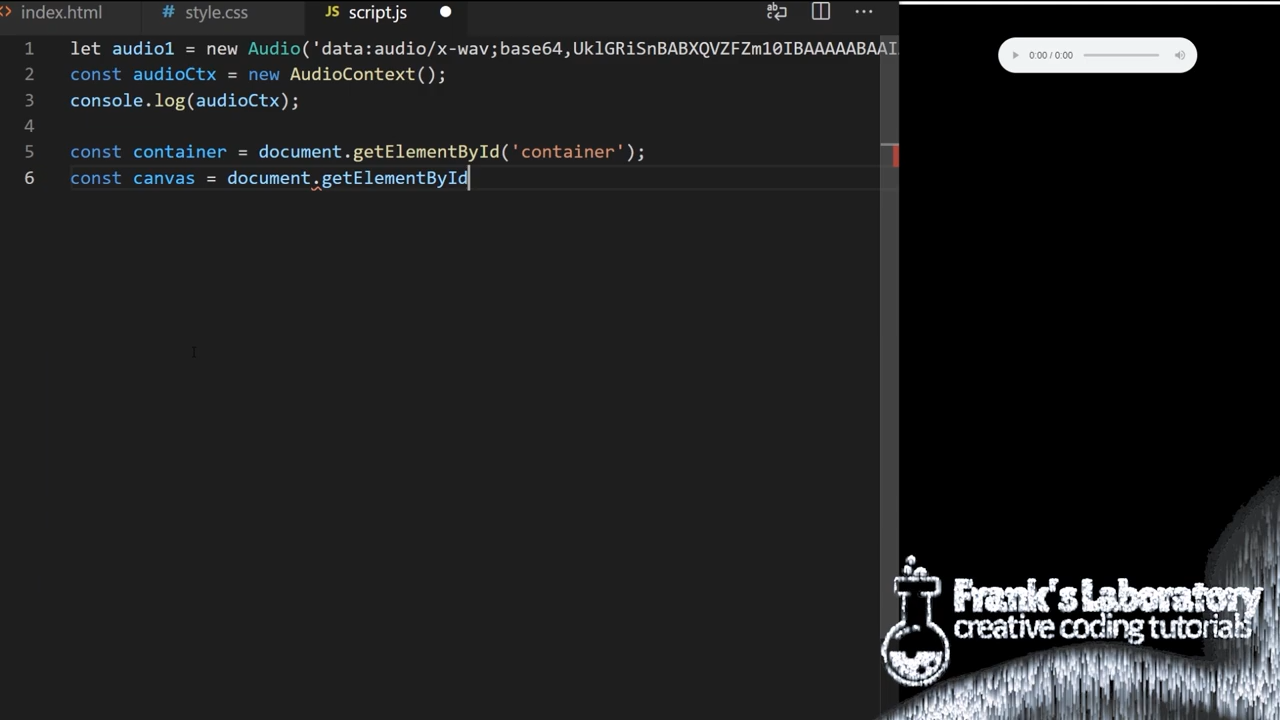 index.html
# style.css
JS script.js
1 let audio1 = new Audio('data:audio/x-wav;base64,UklGRiSnBABXQVZFZm10IBAAAAABAAI
2 const audioCtx = new AudioContext();
3 console.log(audioCtx);
4
5 const container = document.getElementById('container');
6 const canvas = document.getElementById
0:00 / 0:00
Frank's Laboratory
creative coding tutorials